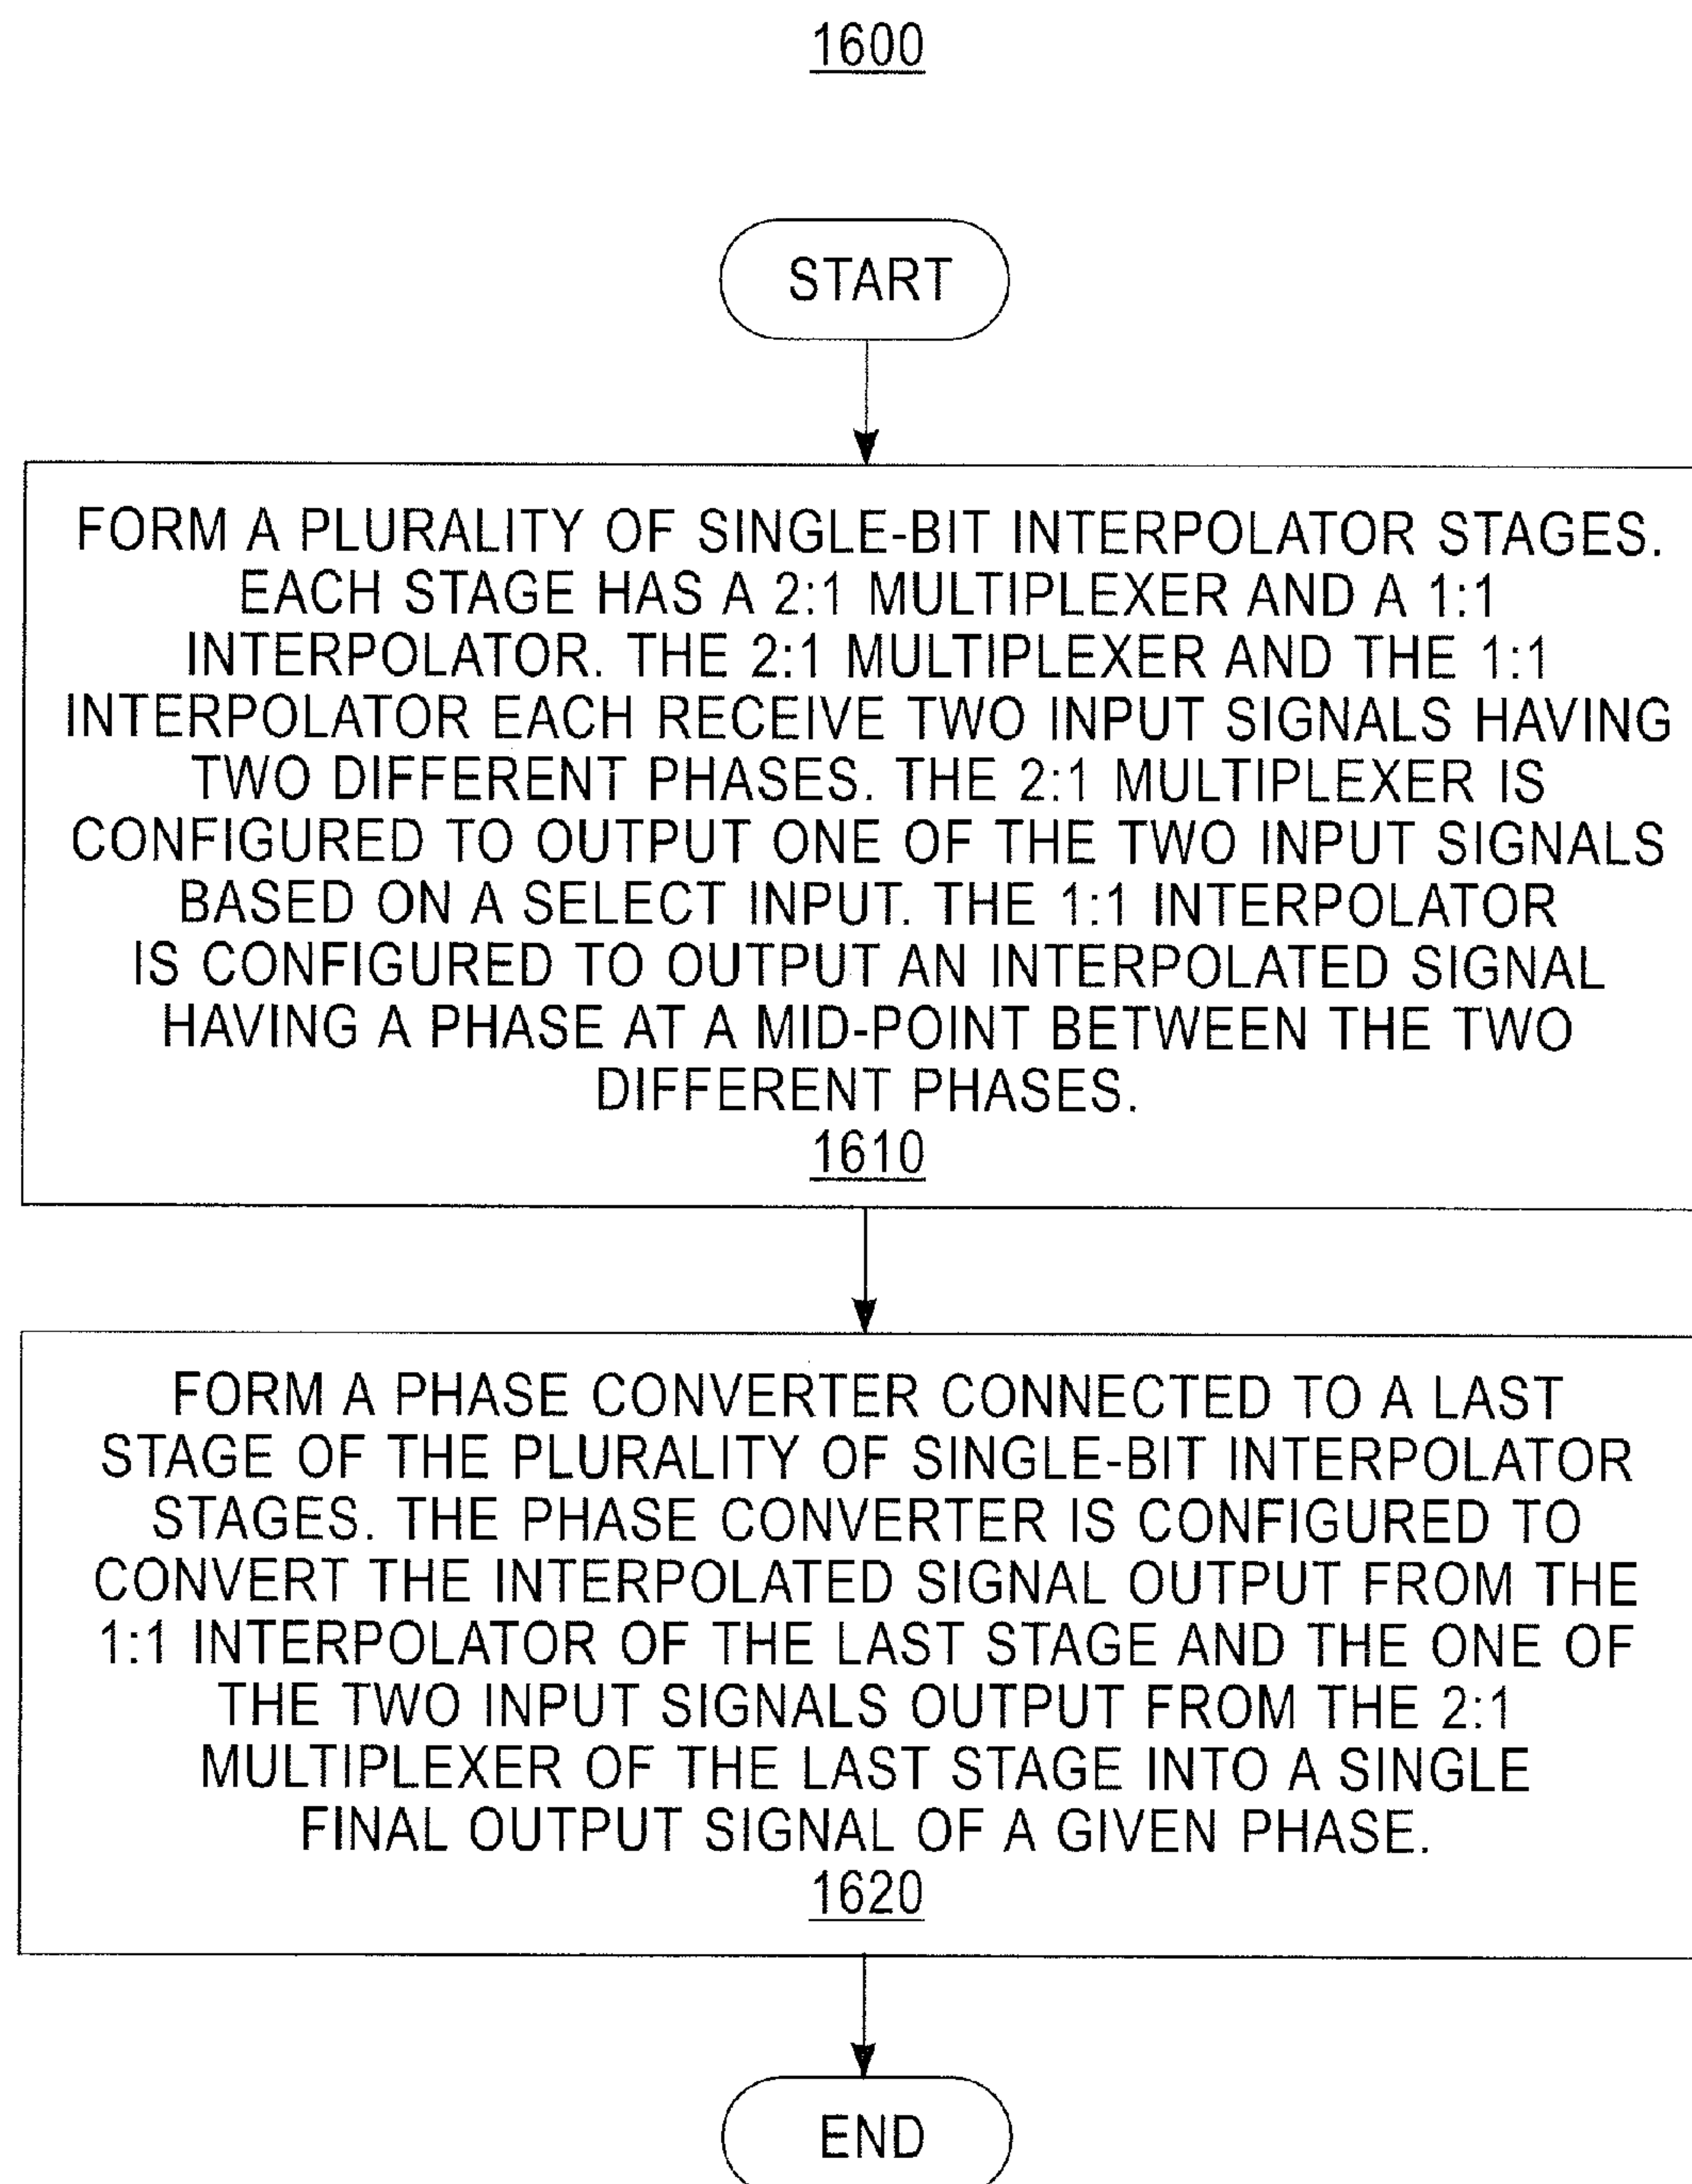 1600
START
FORM A PLURALITY OF SINGLE-BIT INTERPOLATOR STAGES.
EACH STAGE HAS A 2:1 MULTIPLEXER AND A 1:1
INTERPOLATOR. THE 2:1 MULTIPLEXER AND THE 1:1
INTERPOLATOR EACH RECEIVE TWO INPUT SIGNALS HAVING
TWO DIFFERENT PHASES. THE 2:1 MULTIPLEXER IS
CONFIGURED TO OUTPUT ONE OF THE TWO INPUT SIGNALS
BASED ON A SELECT INPUT. THE 1:1 INTERPOLATOR
IS CONFIGURED TO OUTPUT AN INTERPOLATED SIGNAL
HAVING A PHASE AT A MID-POINT BETWEEN THE TWO
DIFFERENT PHASES.
1610
FORM A PHASE CONVERTER CONNECTED TO A LAST
STAGE OF THE PLURALITY OF SINGLE-BIT INTERPOLATOR
STAGES. THE PHASE CONVERTER IS CONFIGURED TO
CONVERT THE INTERPOLATED SIGNAL OUTPUT FROM THE
1:1 INTERPOLATOR OF THE LAST STAGE AND THE ONE OF
THE TWO INPUT SIGNALS OUTPUT FROM THE 2:1
MULTIPLEXER OF THE LAST STAGE INTO A SINGLE
FINAL OUTPUT SIGNAL OF A GIVEN PHASE.
1620
END